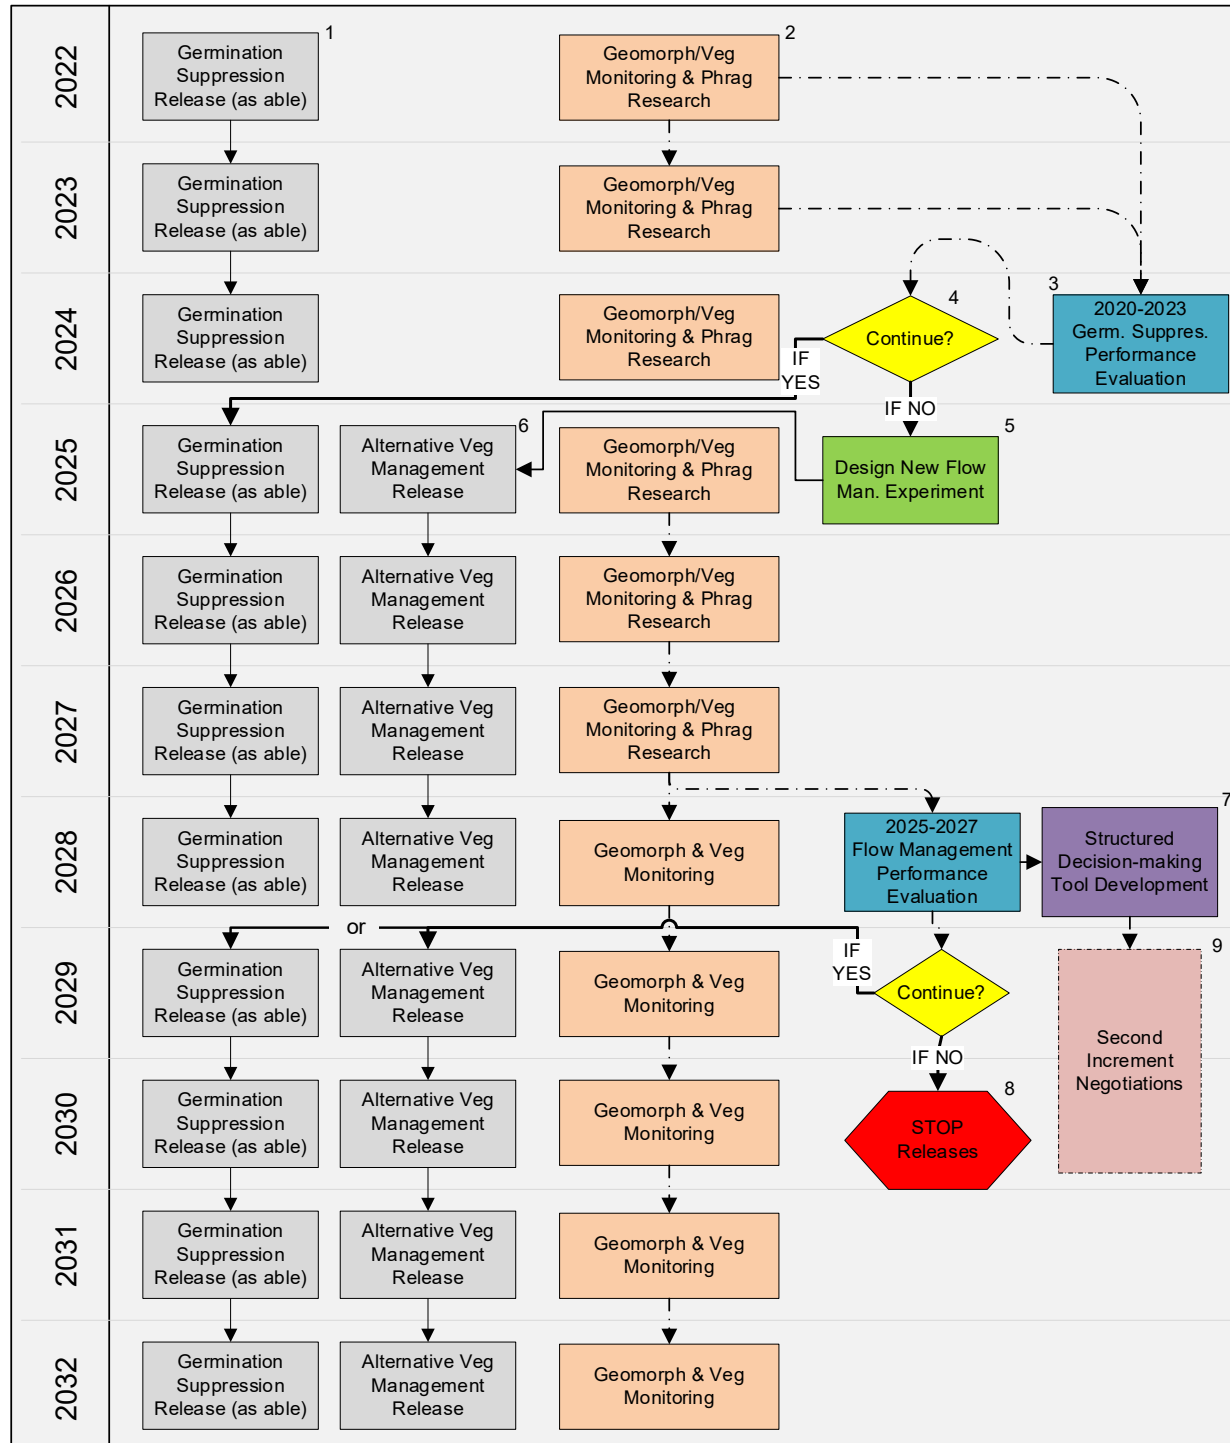 2022
Germination
Suppression
Release (as able)
1
Geomorph/Veg
Monitoring & Phrag
Research
2
2023
Germination
Suppression
Release (as able)
Geomorph/Veg
Monitoring & Phrag
Research
2024
Germination
Suppression
Release (as able)
Geomorph/Veg
Monitoring & Phrag
Research
4
Continue?
IF
YES
IF NO
3
2020-2023
Germ. Suppres.
Performance
Evaluation
2025
Germination
Suppression
Release (as able)
6
Alternative Veg
Management
Release
Geomorph/Veg
Monitoring & Phrag
Research
5
Design New Flow
Man. Experiment
2026
Germination
Suppression
Release (as able)
Alternative Veg
Management
Release
Geomorph/Veg
Monitoring & Phrag
Research
2027
Germination
Suppression
Release (as able)
Alternative Veg
Management
Release
Geomorph/Veg
Monitoring & Phrag
Research
2028
Germination
Suppression
Release (as able)
Alternative Veg
Management
Release
Geomorph & Veg
Monitoring
2025-2027
Flow Management
Performance
Evaluation
7
Structured
Decision-making
Tool Development
or
2029
Germination
Suppression
Release (as able)
Alternative Veg
Management
Release
Geomorph & Veg
Monitoring
IF
YES
Continue?
IF NO
9
Second
Increment
Negotiations
2030
Germination
Suppression
Release (as able)
Alternative Veg
Management
Release
Geomorph & Veg
Monitoring
8
STOP
Releases
2031
Germination
Suppression
Release (as able)
Alternative Veg
Management
Release
Geomorph & Veg
Monitoring
2032
Germination
Suppression
Release (as able)
Alternative Veg
Management
Release
Geomorph & Veg
Monitoring